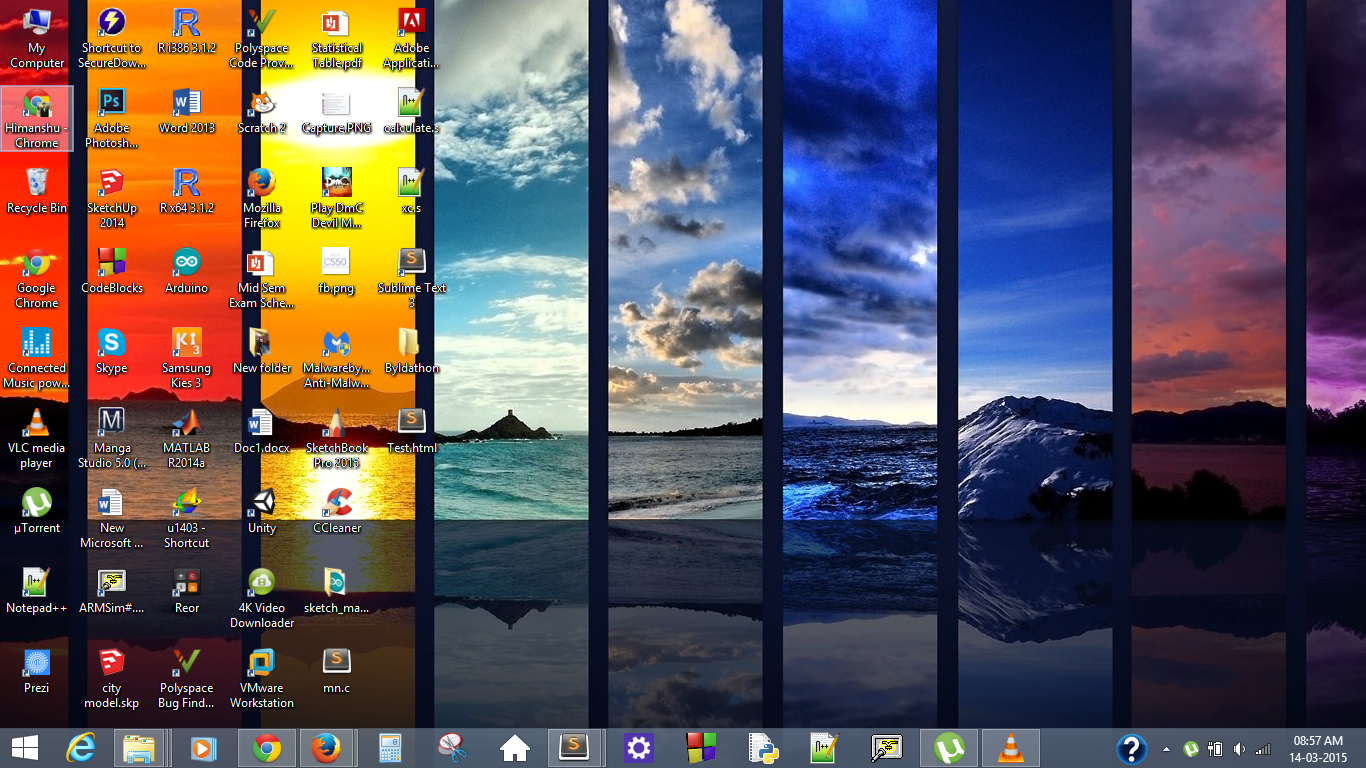 My
Computer
Shortcut to
SecureDow...
R i386 3.1.2
Polyspace
Code Prov...
Statistical
Table.pdf
Adobe
Applicati...
Himanshu -
Chrome
Adobe
Photosh...
Word 2013
Scratch 2
Capture.PNG
calculate.s
Recycle Bin
SketchUp
2014
R x64 3.1.2
Mozilla
Firefox
Play DmC
Devil M...
xo.s
Google
Chrome
CodeBlocks
Arduino
Mid Sem
Exam Sche...
CS50
fb.png
Sublime Text
3
Connected
Music pow...
Skype
Samsung
Kies 3
New folder
Malwareby...
Anti-Malw...
Byldathon
VLC media
player
Manga
Studio 5.0 (...
MATLAB
R2014a
Doc1.docx
SketchBook
Pro 2015
Test.html
µTorrent
New
Microsoft ...
u1403 -
Shortcut
Unity
CCleaner
Notepad++
ARMSim#....
Reor
4K Video
Downloader
sketch_ma...
Prezi
city
model.skp
Polyspace
Bug Find...
VMware
Workstation
mn.c
08:57 AM
14-03-2015